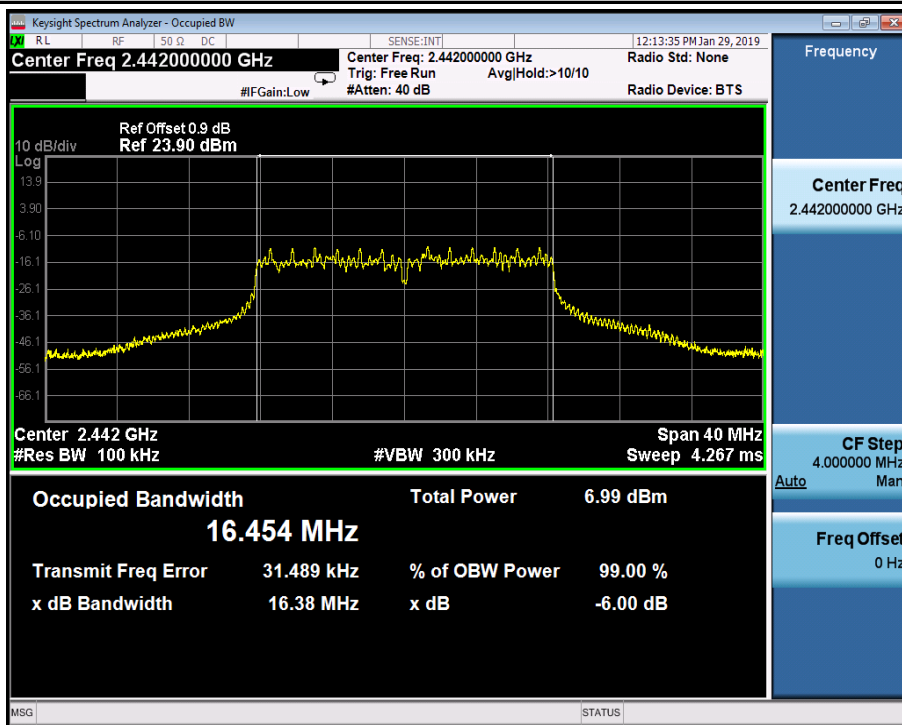 Keysight Spectrum Analyzer - Occupied BW
LXI RL RF 50 Ω DC SENSE:INT 12:13:35 PM Jan 29, 2019
Center Freq 2.442000000 GHz
Center Freq: 2.442000000 GHz
Radio Std: None
Trig: Free Run Avg|Hold:>10/10
#IFGain:Low
#Atten: 40 dB
Radio Device: BTS
Ref Offset 0.9 dB
10 dB/div Ref 23.90 dBm
Log
13.9
3.90
-6.10
-16.1
-26.1
-36.1
-46.1
-56.1
-66.1
Center 2.442 GHz Span 40 MHz
#Res BW 100 kHz #VBW 300 kHz Sweep 4.267 ms
Occupied Bandwidth Total Power 6.99 dBm
16.454 MHz
Transmit Freq Error 31.489 kHz % of OBW Power 99.00 %
x dB Bandwidth 16.38 MHz x dB -6.00 dB
MSG STATUS
Frequency
Center Freq
2.442000000 GHz
CF Step
4.000000 MHz
Auto Man
Freq Offset
0 Hz